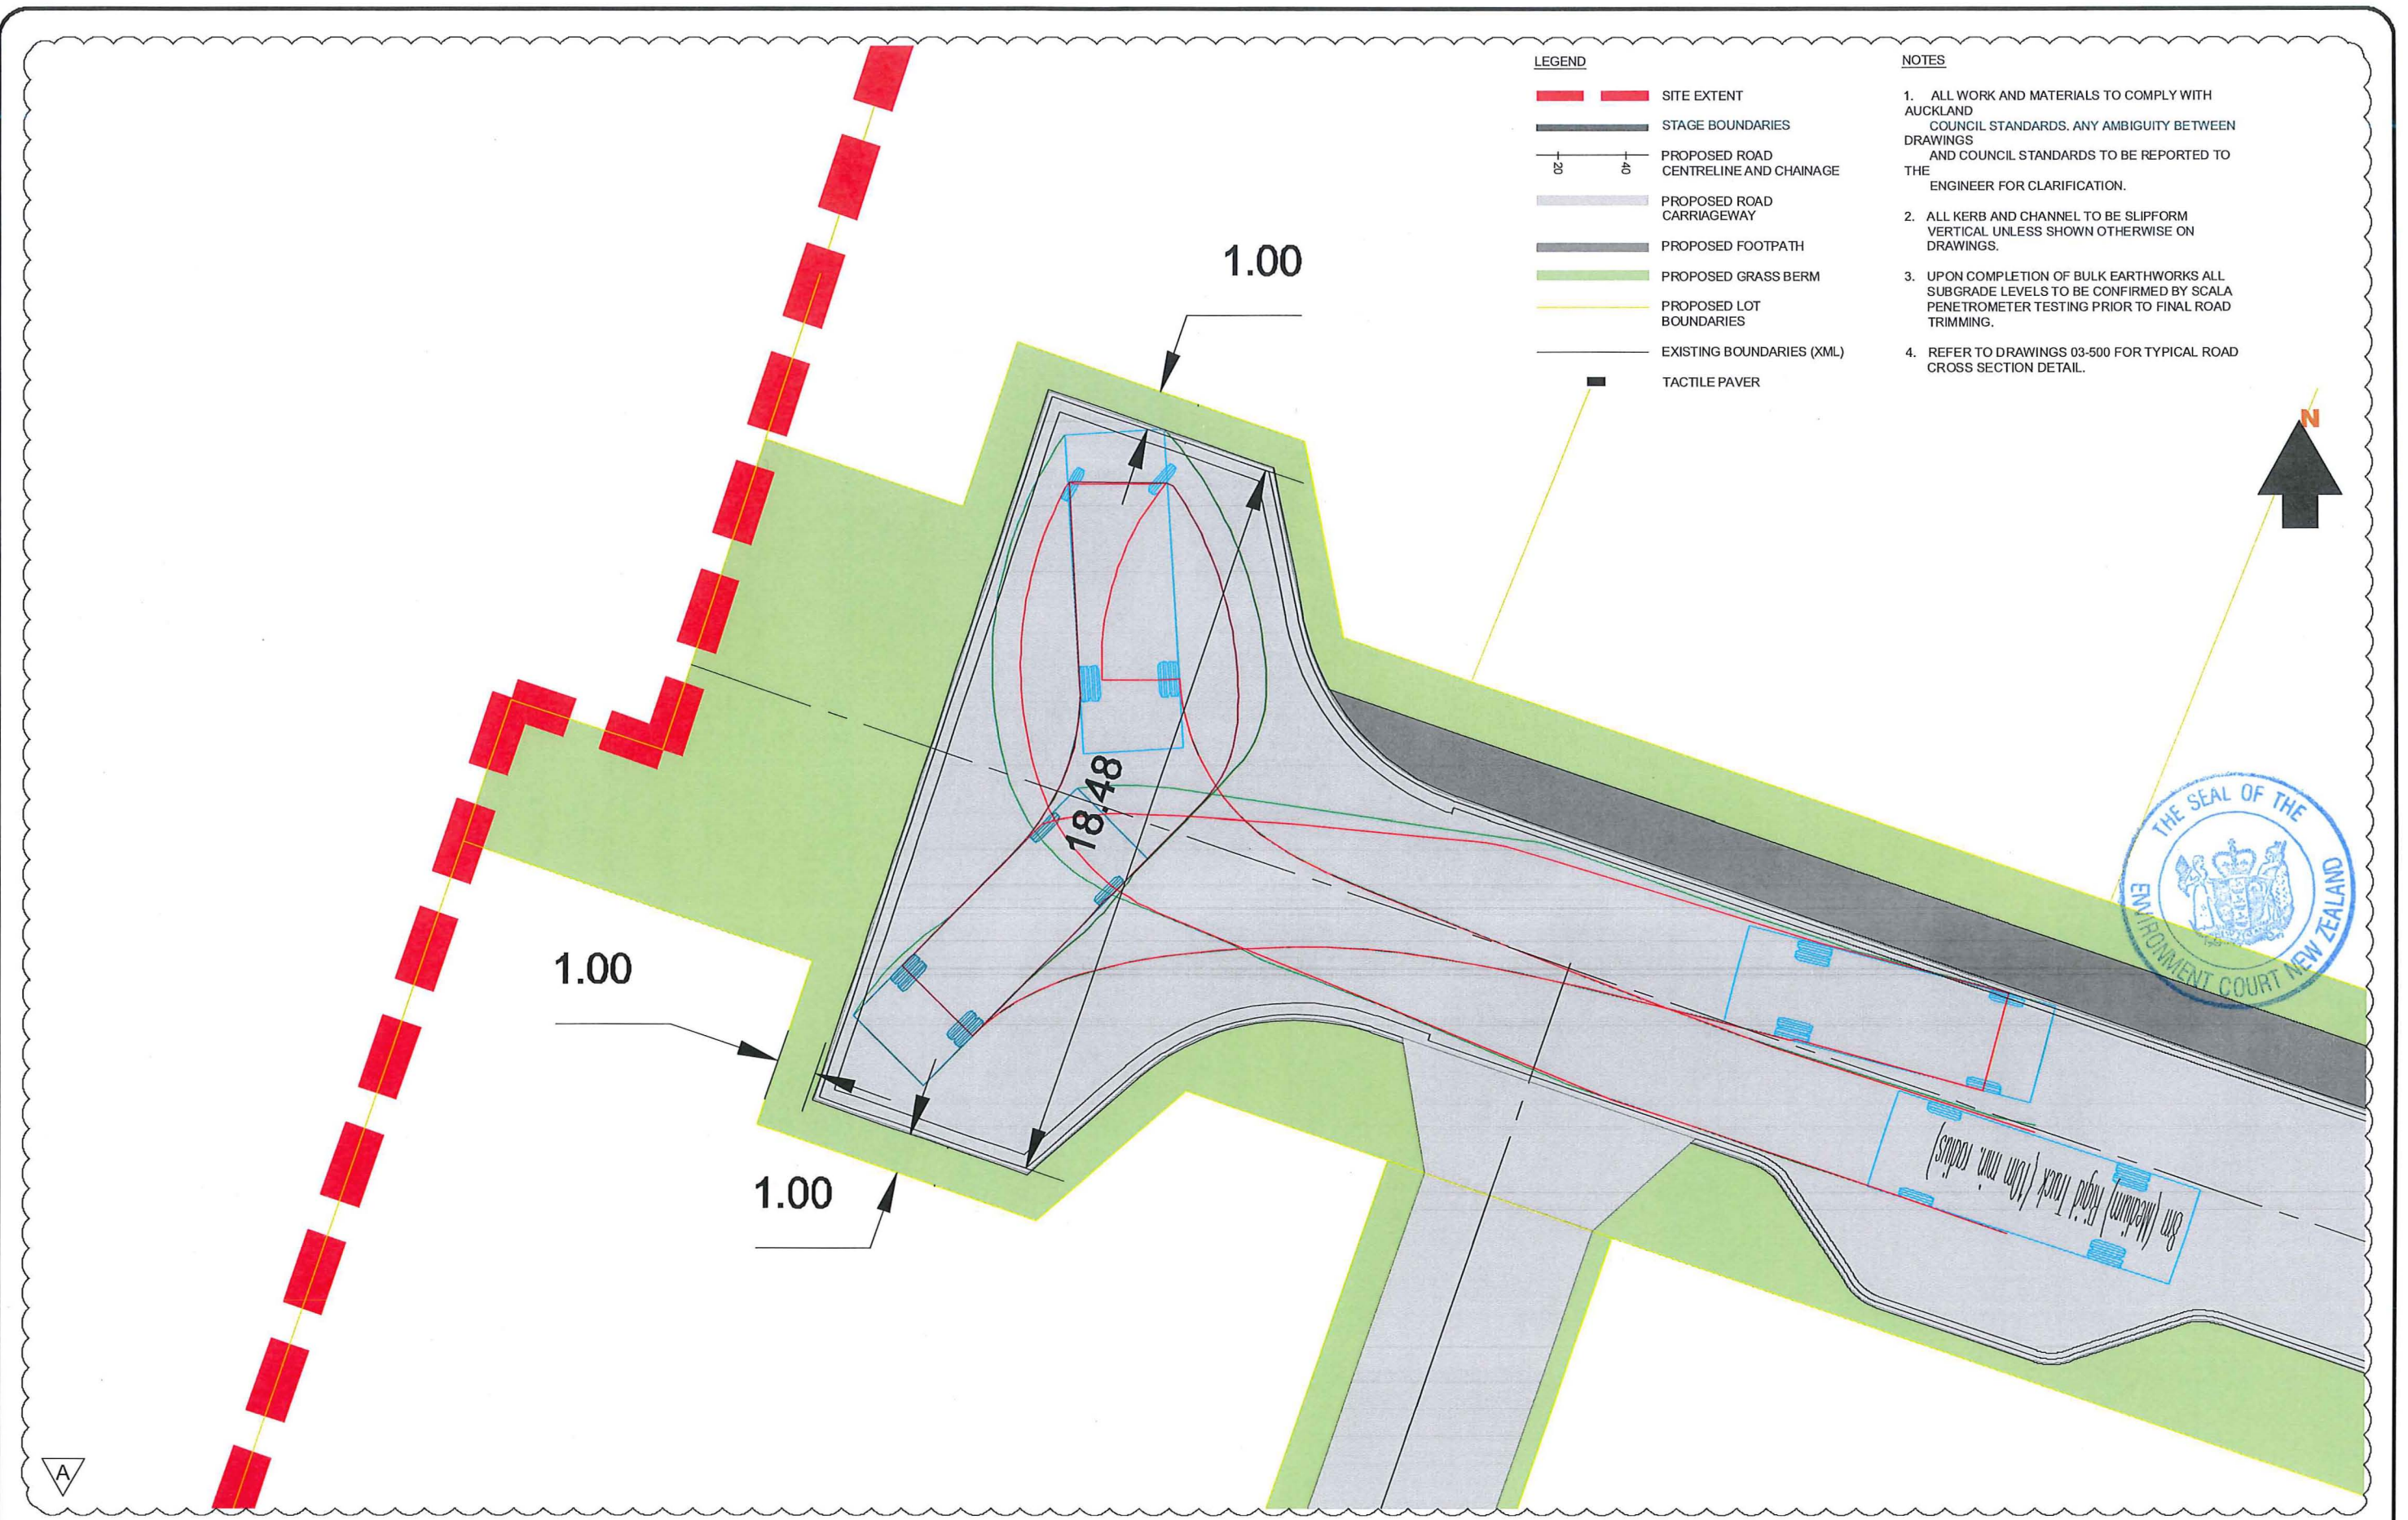 LEGEND
SITE EXTENT
STAGE BOUNDARIES
20 40
PROPOSED ROAD
CENTRELINE AND CHAINAGE
PROPOSED ROAD
CARRIAGEWAY
PROPOSED FOOTPATH
PROPOSED GRASS BERM
PROPOSED LOT
BOUNDARIES
EXISTING BOUNDARIES (XML)
TACTILE PAVER
NOTES
1. ALL WORK AND MATERIALS TO COMPLY WITH
AUCKLAND
COUNCIL STANDARDS. ANY AMBIGUITY BETWEEN
DRAWINGS
AND COUNCIL STANDARDS TO BE REPORTED TO
THE
ENGINEER FOR CLARIFICATION.
2. ALL KERB AND CHANNEL TO BE SLIPFORM
VERTICAL UNLESS SHOWN OTHERWISE ON
DRAWINGS.
3. UPON COMPLETION OF BULK EARTHWORKS ALL
SUBGRADE LEVELS TO BE CONFIRMED BY SCALA
PENETROMETER TESTING PRIOR TO FINAL ROAD
TRIMMING.
4. REFER TO DRAWINGS 03-500 FOR TYPICAL ROAD
CROSS SECTION DETAIL.
N
1.00
18.48
1.00
1.00
THE SEAL OF THE
ENVIRONMENT COURT NEW ZEALAND
8m (Medium) Rigid Truck (10m min. radius)
A